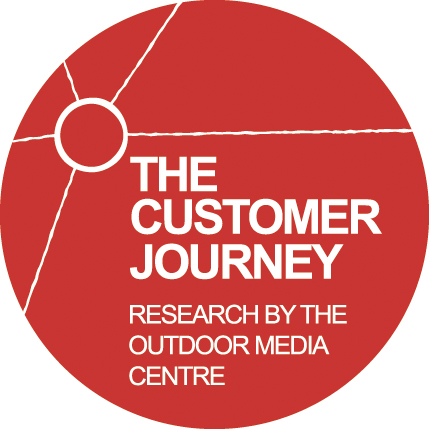 THE
CUSTOMER
JOURNEY
RESEARCH BY THE
OUTDOOR MEDIA
CENTRE